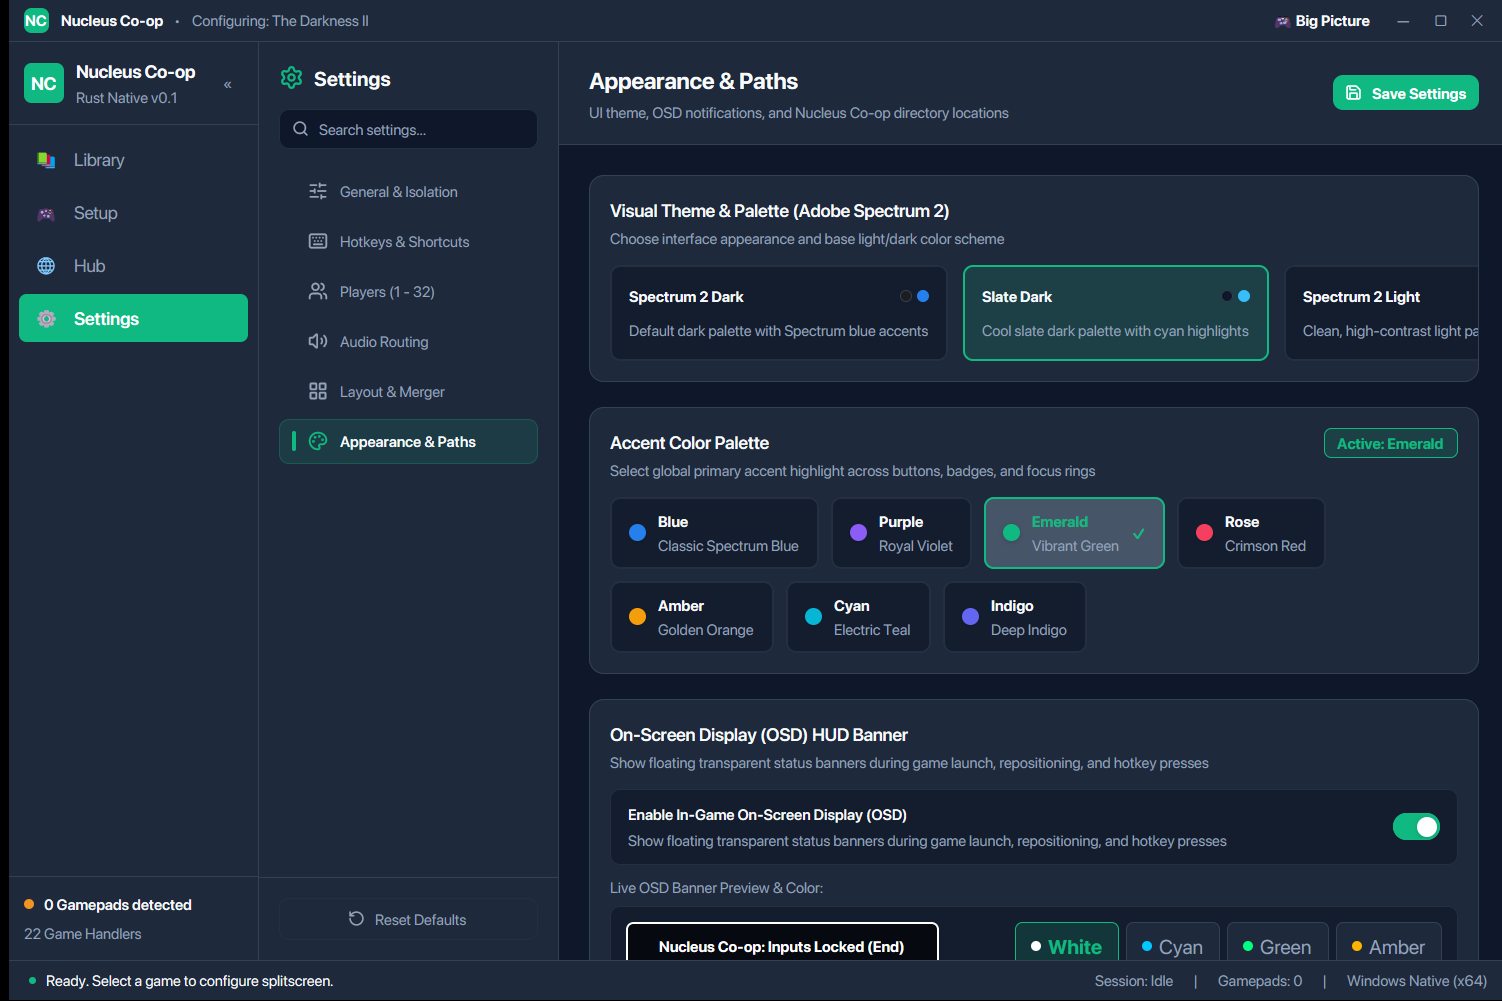 NC Nucleus Co-op • Configuring: The Darkness II
Big Picture
NC
Nucleus Co-op
Rust Native v0.1
«
Library
Setup
Hub
Settings
0 Gamepads detected
22 Game Handlers
Settings
Search settings...
General & Isolation
Hotkeys & Shortcuts
Players (1 - 32)
Audio Routing
Layout & Merger
Appearance & Paths
Reset Defaults
Appearance & Paths
UI theme, OSD notifications, and Nucleus Co-op directory locations
Save Settings
Visual Theme & Palette (Adobe Spectrum 2)
Choose interface appearance and base light/dark color scheme
Spectrum 2 Dark
Default dark palette with Spectrum blue accents
Slate Dark
Cool slate dark palette with cyan highlights
Spectrum 2 Light
Clean, high-contrast light pa
Accent Color Palette
Active: Emerald
Select global primary accent highlight across buttons, badges, and focus rings
Blue
Classic Spectrum Blue
Purple
Royal Violet
Emerald
Vibrant Green
Rose
Crimson Red
Amber
Golden Orange
Cyan
Electric Teal
Indigo
Deep Indigo
On-Screen Display (OSD) HUD Banner
Show floating transparent status banners during game launch, repositioning, and hotkey presses
Enable In-Game On-Screen Display (OSD)
Show floating transparent status banners during game launch, repositioning, and hotkey presses
Live OSD Banner Preview & Color:
Nucleus Co-op: Inputs Locked (End)
White
Cyan
Green
Amber
Ready. Select a game to configure splitscreen.
Session: Idle | Gamepads: 0 | Windows Native (x64)